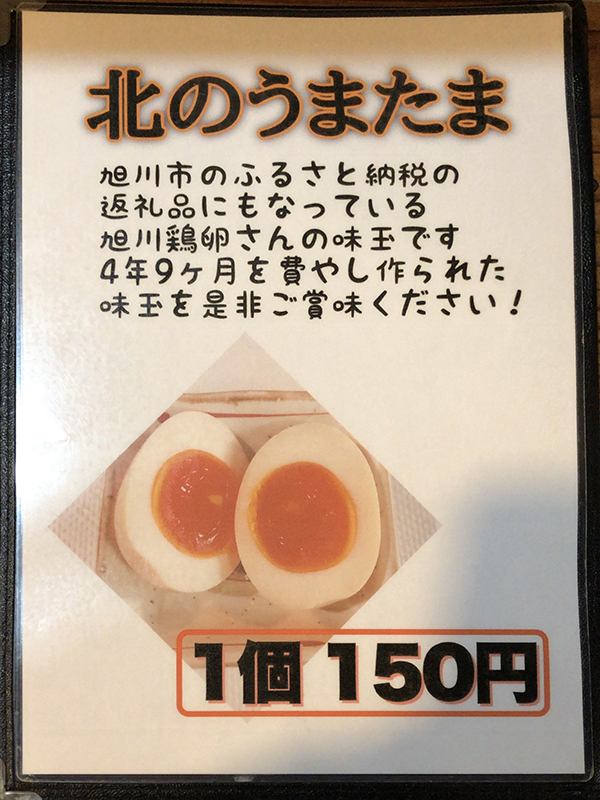 北のうまたま
旭川市のふるさと納税の
返礼品にもなっている
旭川鶏卵さんの味玉です
4年9ヶ月を費やし作られた
味玉を是非ご賞味ください!
1個 150円